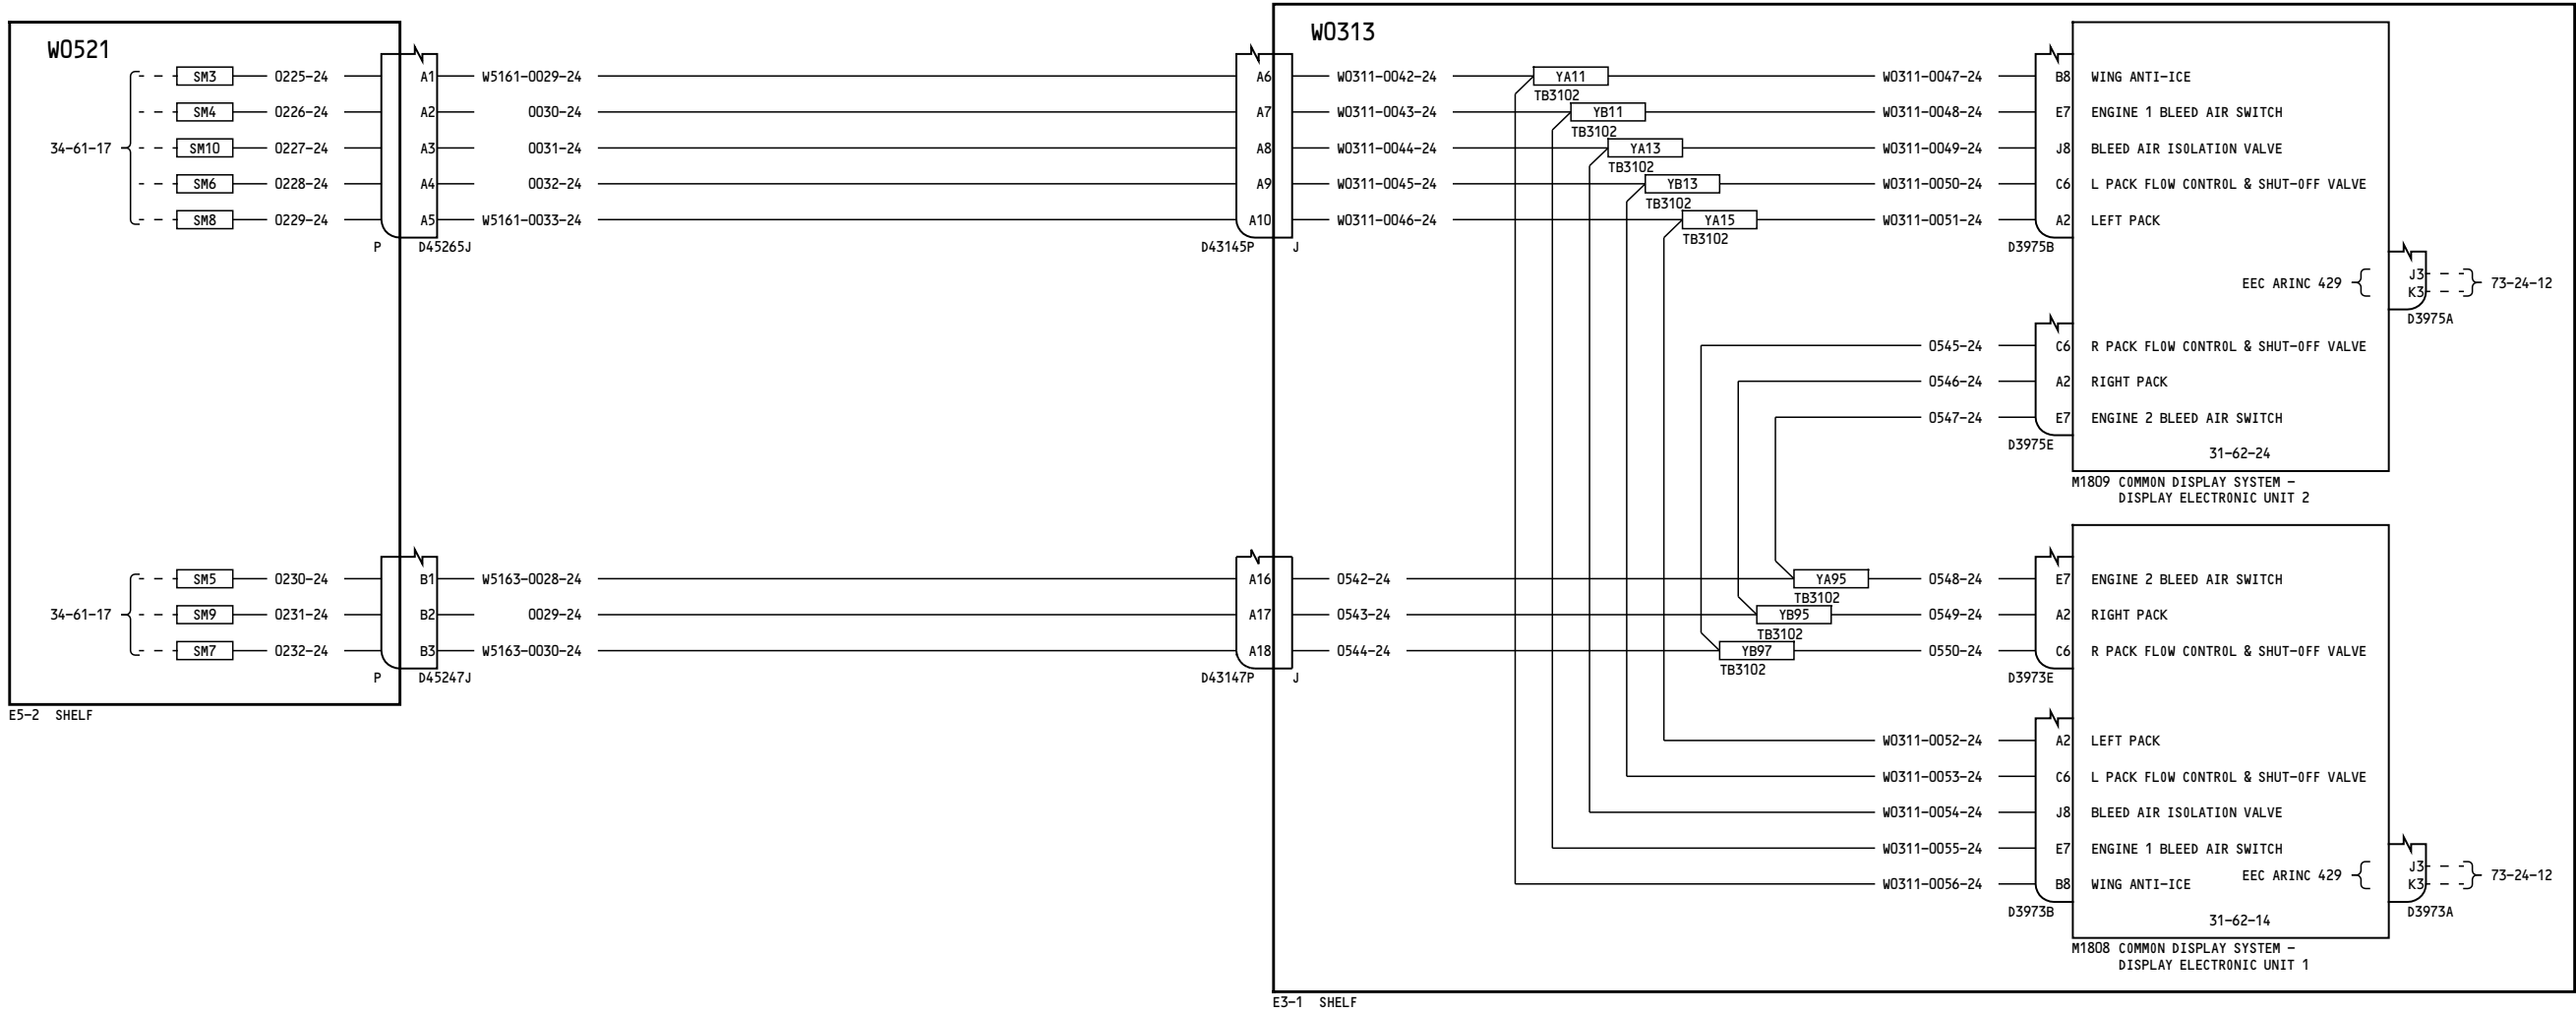 W0521
W0313
SM3 0225-24 A1 W5161-0029-24 A6 W0311-0042-24 YA11 W0311-0047-24 B8 WING ANTI-ICE
TB3102
SM4 0226-24 A2 0030-24 A7 W0311-0043-24 YB11 W0311-0048-24 E7 ENGINE 1 BLEED AIR SWITCH
TB3102
34-61-17 SM10 0227-24 A3 0031-24 A8 W0311-0044-24 YA13 W0311-0049-24 J8 BLEED AIR ISOLATION VALVE
TB3102
SM6 0228-24 A4 0032-24 A9 W0311-0045-24 YB13 W0311-0050-24 C6 L PACK FLOW CONTROL & SHUT-OFF VALVE
TB3102
SM8 0229-24 A5 W5161-0033-24 A10 W0311-0046-24 YA15 W0311-0051-24 A2 LEFT PACK
TB3102
P D45265J D43145P J D3975B
J3
EEC ARINC 429 73-24-12
K3
D3975A
0545-24 C6 R PACK FLOW CONTROL & SHUT-OFF VALVE
0546-24 A2 RIGHT PACK
0547-24 E7 ENGINE 2 BLEED AIR SWITCH
D3975E
31-62-24
M1809 COMMON DISPLAY SYSTEM -
DISPLAY ELECTRONIC UNIT 2
SM5 0230-24 B1 W5163-0028-24 A16 0542-24 YA95 0548-24 E7 ENGINE 2 BLEED AIR SWITCH
TB3102
34-61-17 SM9 0231-24 B2 0029-24 A17 0543-24 YB95 0549-24 A2 RIGHT PACK
TB3102
SM7 0232-24 B3 W5163-0030-24 A18 0544-24 YB97 0550-24 C6 R PACK FLOW CONTROL & SHUT-OFF VALVE
TB3102
P D45247J D43147P J D3973E
E5-2 SHELF
W0311-0052-24 A2 LEFT PACK
W0311-0053-24 C6 L PACK FLOW CONTROL & SHUT-OFF VALVE
W0311-0054-24 J8 BLEED AIR ISOLATION VALVE
W0311-0055-24 E7 ENGINE 1 BLEED AIR SWITCH
J3
EEC ARINC 429 73-24-12
K3
W0311-0056-24 B8 WING ANTI-ICE
D3973B D3973A
31-62-14
M1808 COMMON DISPLAY SYSTEM -
DISPLAY ELECTRONIC UNIT 1
E3-1 SHELF